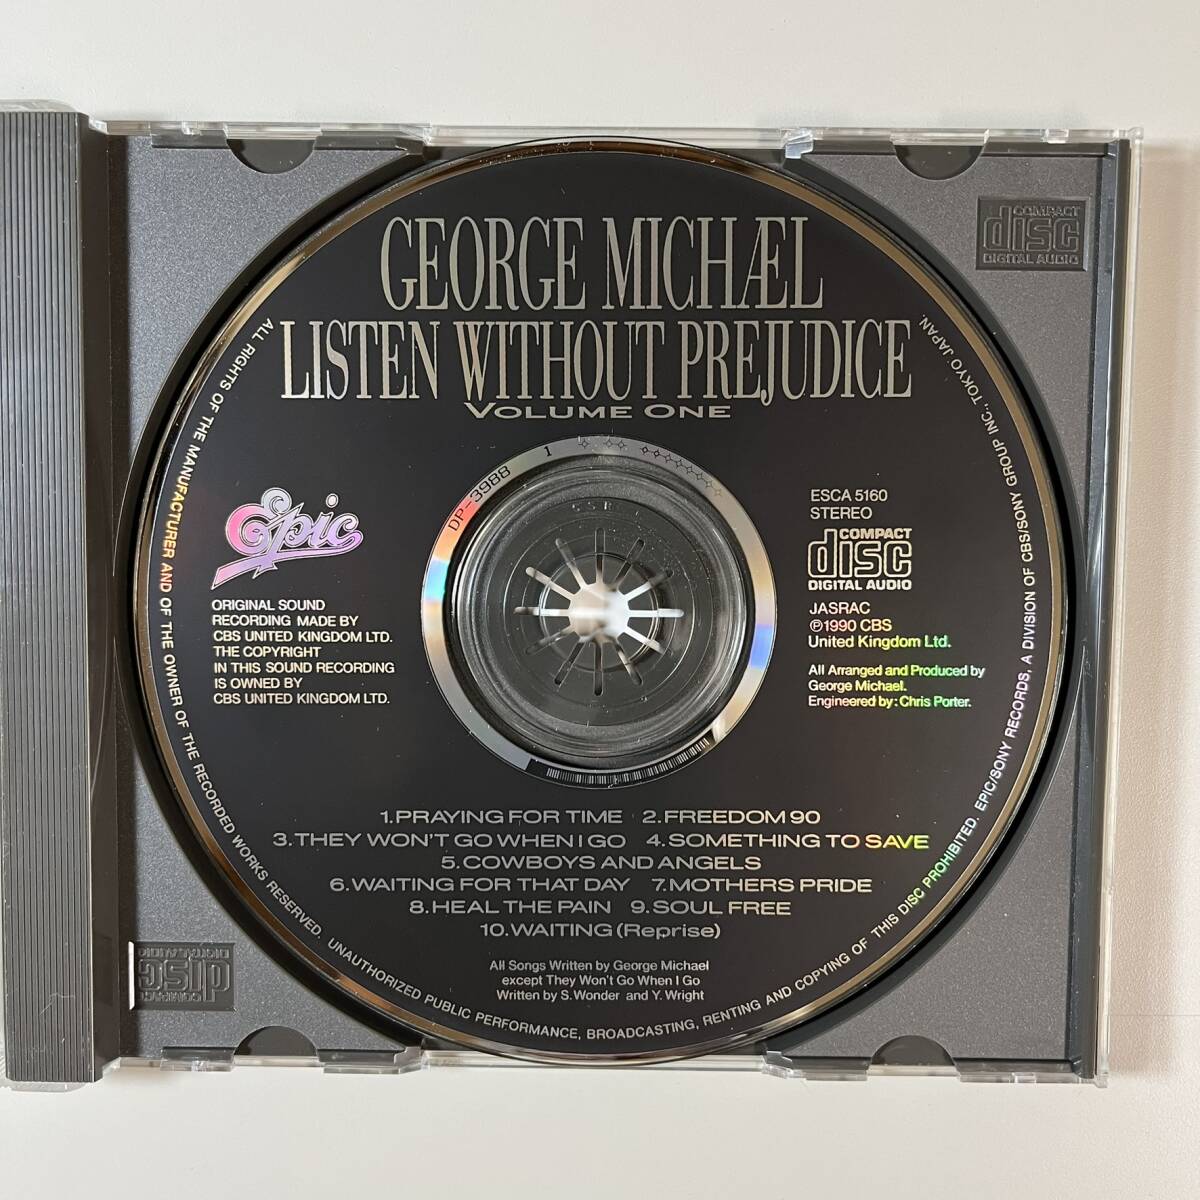 GEORGE MICHÆL
LISTEN WITHOUT PREJUDICE
VOLUME ONE
COMPACT
disc
DIGITAL AUDIO
DP-3988 1
Epic
ORIGINAL SOUND
RECORDING MADE BY
CBS UNITED KINGDOM LTD.
THE COPYRIGHT
IN THIS SOUND RECORDING
IS OWNED BY
CBS UNITED KINGDOM LTD.
ESCA 5160
STEREO
COMPACT
disc
DIGITAL AUDIO
JASRAC
℗1990 CBS
United Kingdom Ltd.
All Arranged and Produced by
George Michael.
Engineered by: Chris Porter.
1.PRAYING FOR TIME 2.FREEDOM 90
3.THEY WON'T GO WHEN I GO 4.SOMETHING TO SAVE
5.COWBOYS AND ANGELS
6.WAITING FOR THAT DAY 7.MOTHERS PRIDE
8.HEAL THE PAIN 9.SOUL FREE
10.WAITING (Reprise)
All Songs Written by George Michael
except They Won't Go When I Go
Written by S. Wonder and Y. Wright
ALL RIGHTS OF THE MANUFACTURER AND OF THE OWNER OF THE RECORDED WORKS RESERVED. UNAUTHORIZED PUBLIC PERFORMANCE, BROADCASTING, RENTING AND COPYING OF THIS DISC PROHIBITED. EPIC/SONY RECORDS, A DIVISION OF CBS/SONY GROUP INC., TOKYO JAPAN.
COMPACT
disc
DIGITAL AUDIO